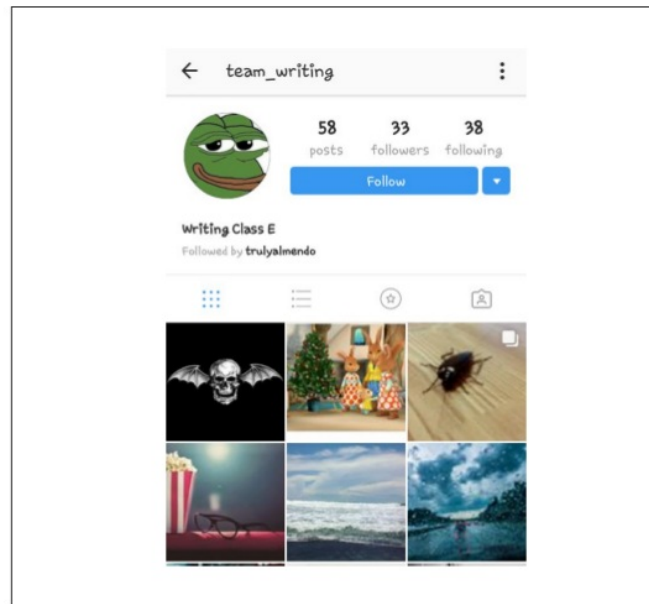 team_writing
58 33 38
posts followers following
Follow
Writing Class E
Followed by trulyalmendo